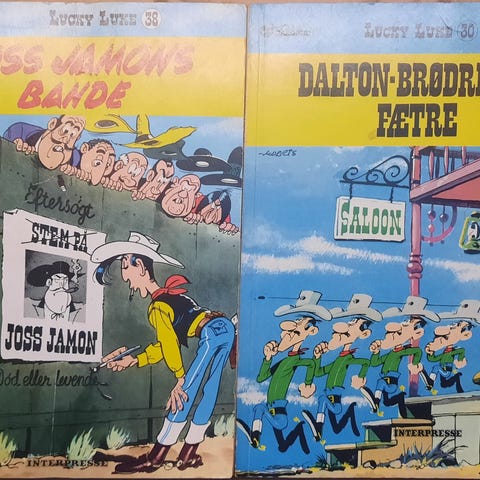 LUCKY LUKE 38
OSS JAMONS
BANDE
Eftersøgt
STEM PÅ
JOSS JAMON
Død eller levende
INTERPRESSE
LUCKY LUKE 30
DALTON-BRØDRE
FÆTRE
MORRIS
SALOON
INTERPRESSE